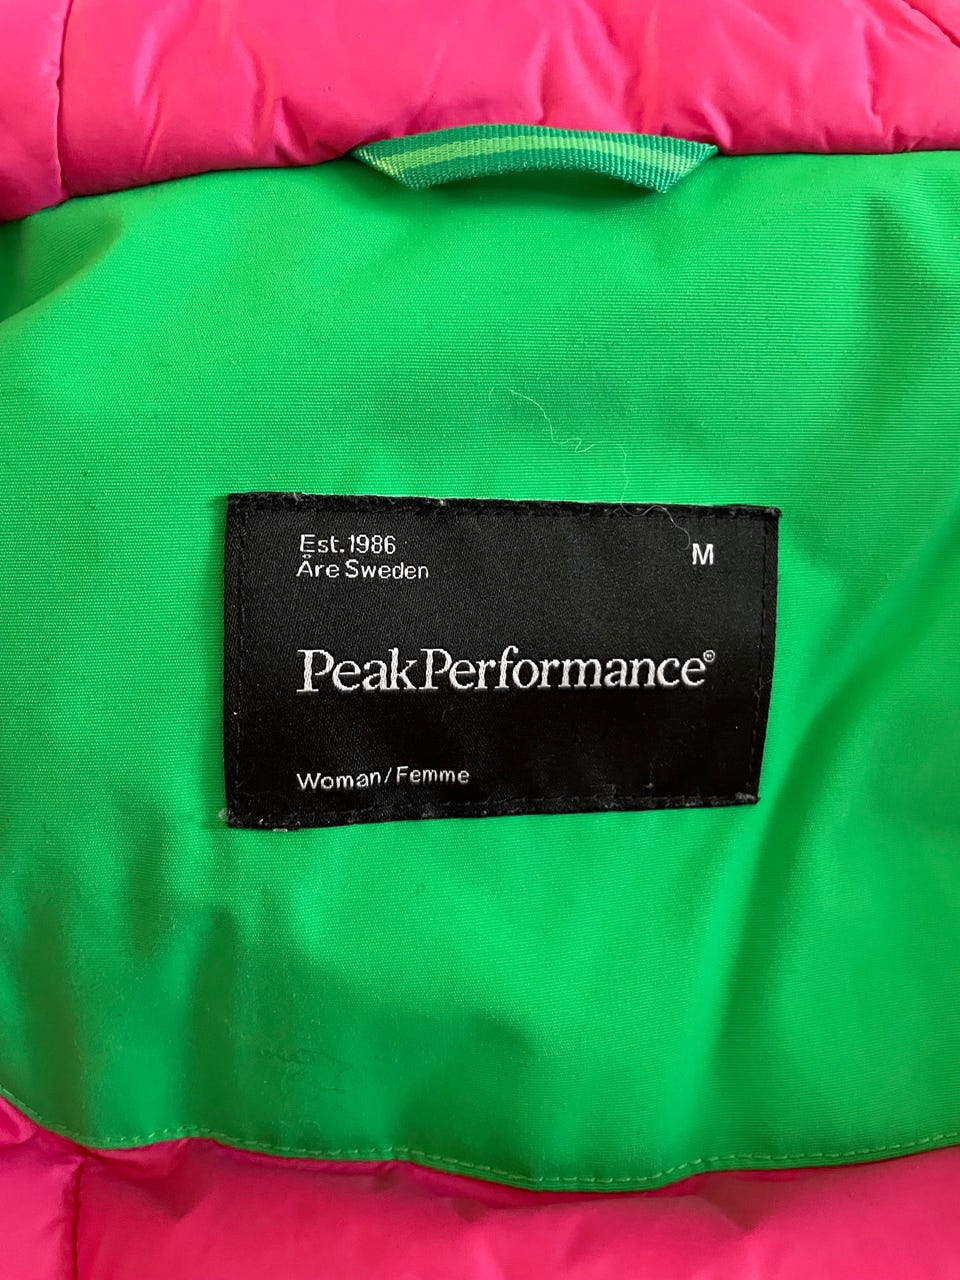 Est.1986
Åre Sweden
M
PeakPerformance®
Woman/Femme